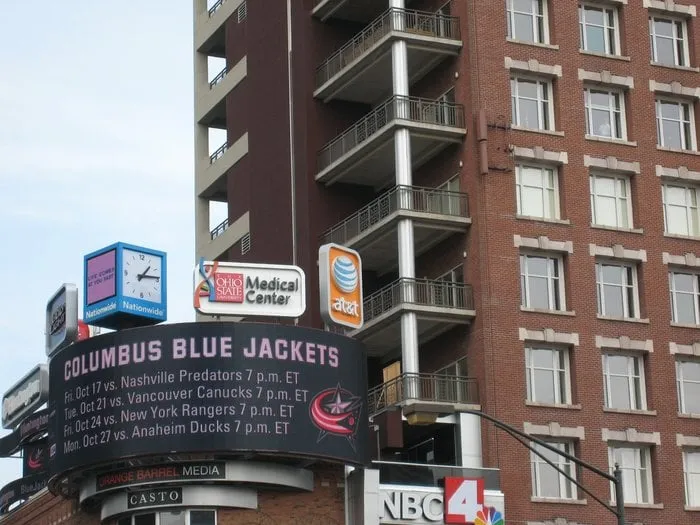 Nationwide
Nationwide
OHIO
STATE
UNIVERSITY
Medical
Center
at&t
COLUMBUS BLUE JACKETS
Fri. Oct 17 vs. Nashville Predators 7 p.m. ET
Tue. Oct 21 vs. Vancouver Canucks 7 p.m. ET
Fri. Oct 24 vs. New York Rangers 7 p.m. ET
Mon. Oct 27 vs. Anaheim Ducks 7 p.m. ET
ORANGE BARREL MEDIA
CASTO
NBC 4